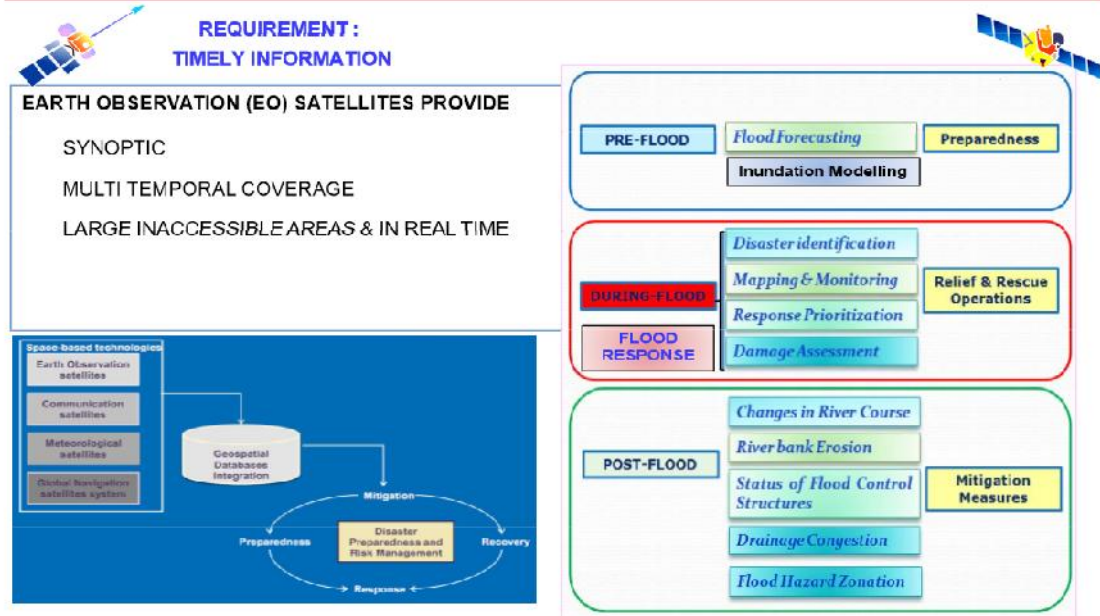 REQUIREMENT :
TIMELY INFORMATION
EARTH OBSERVATION (EO) SATELLITES PROVIDE
SYNOPTIC
MULTI TEMPORAL COVERAGE
LARGE INACCESSIBLE AREAS & IN REAL TIME
Space-based technologies
Earth Observation
satellites
Communication
satellites
Meteorological
satellites
Global Navigation
satellites system
Geospatial
Databases
Integration
Mitigation
Preparedness
Disaster
Preparedness and
Risk Management
Recovery
Response
PRE-FLOOD
Flood Forecasting
Inundation Modelling
Preparedness
DURING-FLOOD
FLOOD
RESPONSE
Disaster identification
Mapping & Monitoring
Response Prioritization
Damage Assessment
Relief & Rescue
Operations
POST-FLOOD
Changes in River Course
River bank Erosion
Status of Flood Control
Structures
Drainage Congestion
Flood Hazard Zonation
Mitigation
Measures